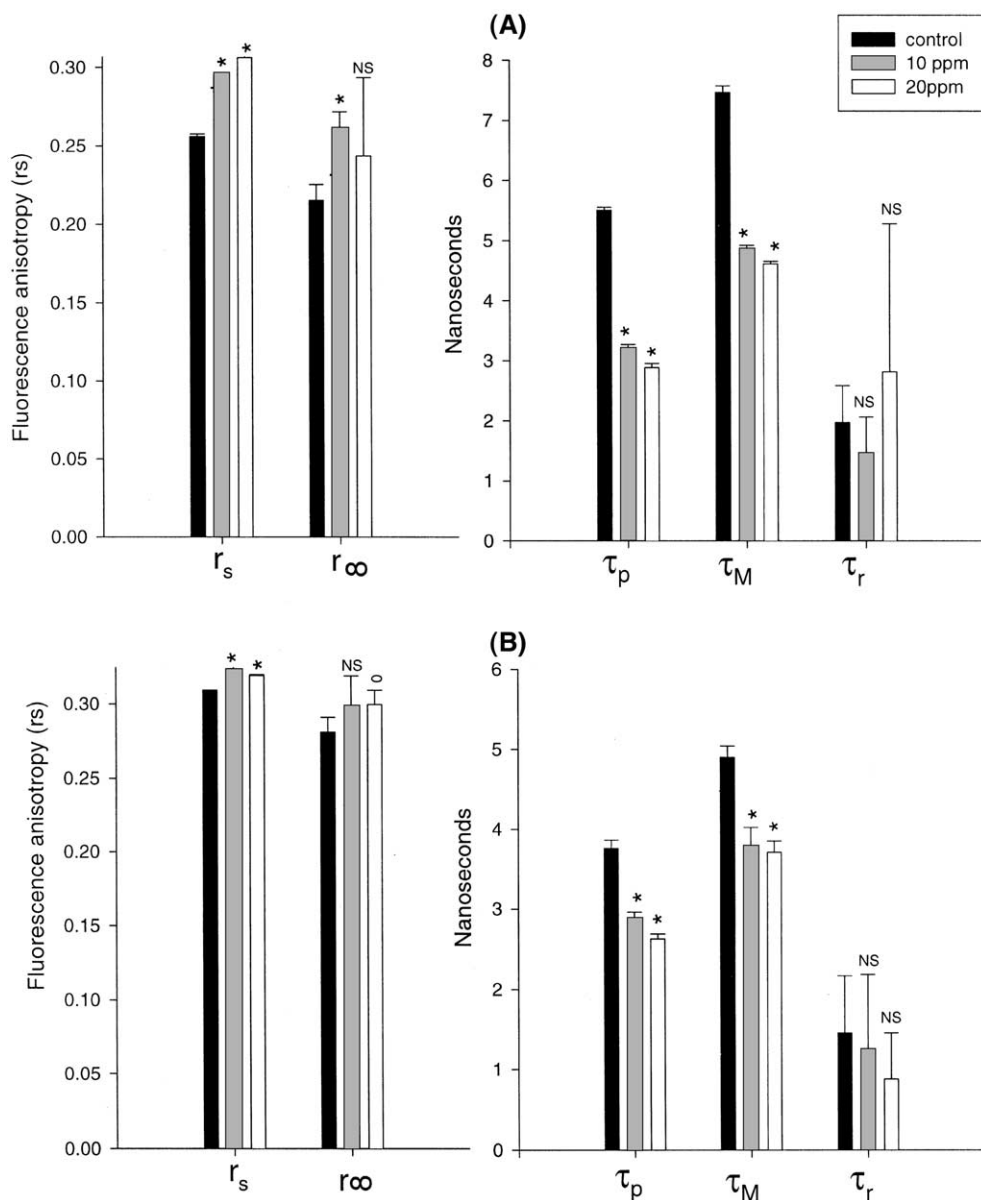 (A)
control
10 ppm
20ppm
Fluorescence anisotropy (rs)
0.30
0.25
0.20
0.15
0.10
0.05
0.00
* * * NS
rs r∞
Nanoseconds
8
7
6
5
4
3
2
1
0
* * * * NS NS
τp τM τr
(B)
Fluorescence anisotropy (rs)
0.30
0.25
0.20
0.15
0.10
0.05
0.00
* * NS o
rs r∞
Nanoseconds
6
5
4
3
2
1
0
* * * * NS NS
τp τM τr